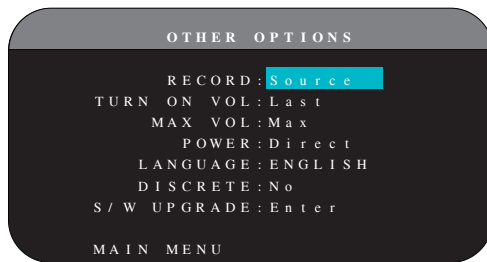 OTHER OPTIONS
RECORD:Source
TURN ON VOL:Last
MAX VOL:Max
POWER:Direct
LANGUAGE:ENGLISH
DISCRETE:No
S/W UPGRADE:Enter
MAIN MENU